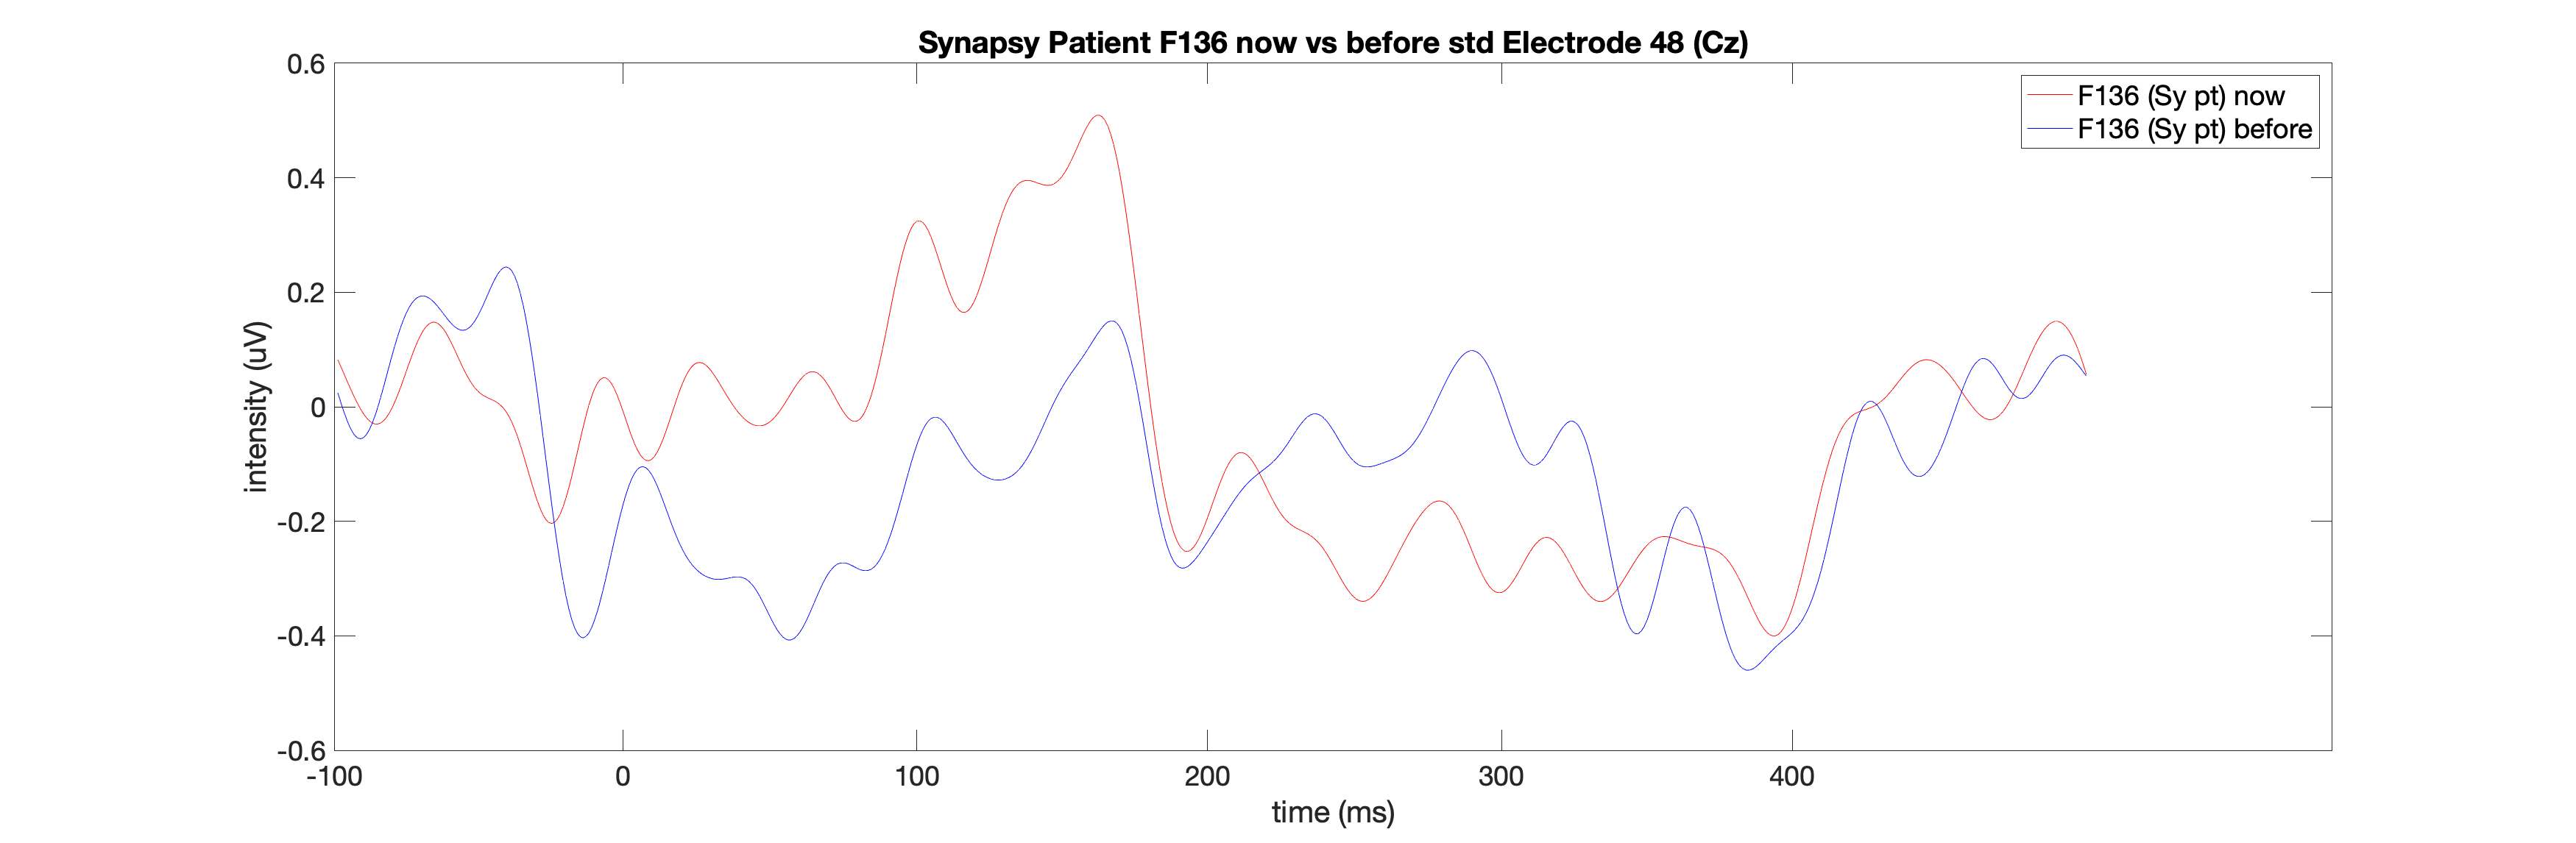 Synapsy Patient F136 now vs before std Electrode 48 (Cz)
F136 (Sy pt) now
F136 (Sy pt) before
intensity (uV)
0.6
0.4
0.2
0
-0.2
-0.4
-0.6
-100 0 100 200 300 400
time (ms)